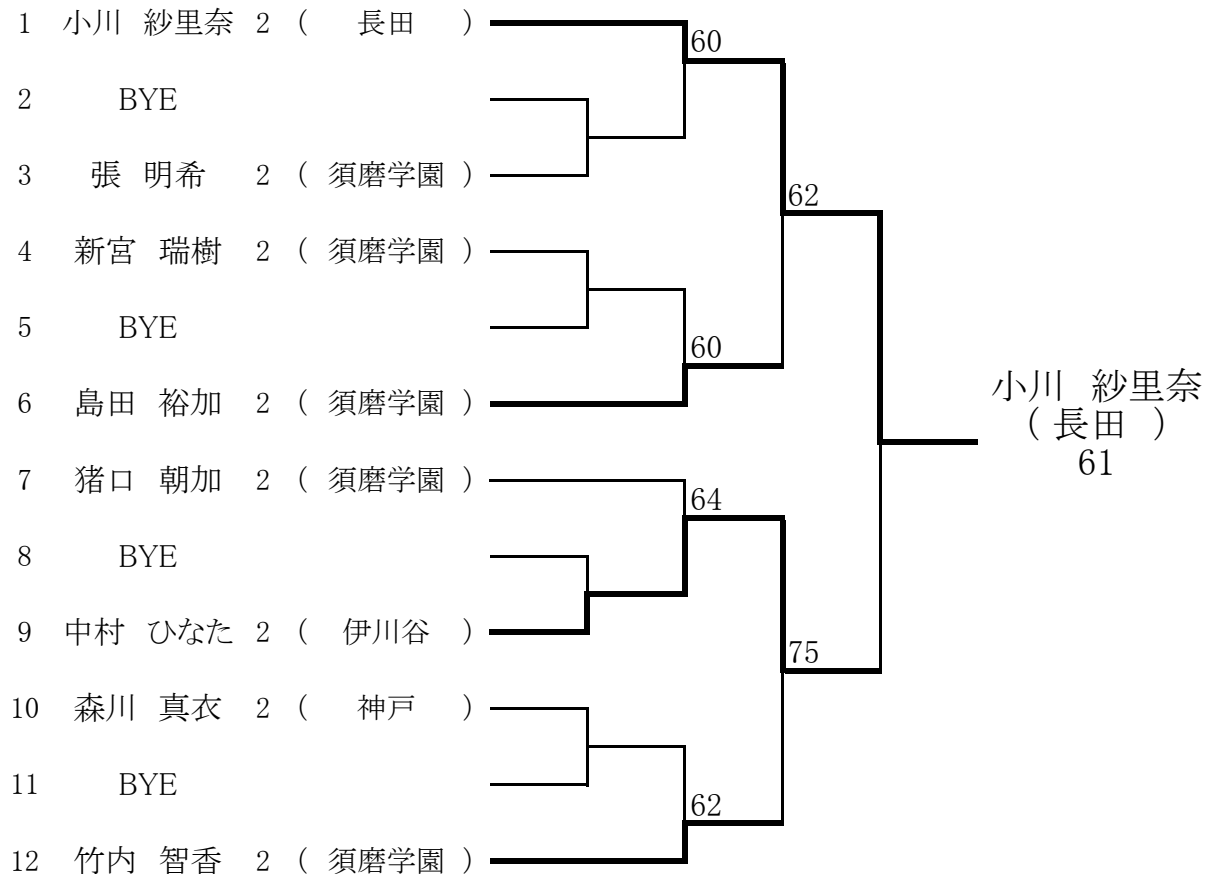 1 小川 紗里奈 2 ( 長田 )
60
2 BYE
3 張 明希 2 ( 須磨学園 )
62
4 新宮 瑞樹 2 ( 須磨学園 )
5 BYE
60
6 島田 裕加 2 ( 須磨学園 )
小川 紗里奈
( 長田 )
61
7 猪口 朝加 2 ( 須磨学園 )
64
8 BYE
9 中村 ひなた 2 ( 伊川谷 )
75
10 森川 真衣 2 ( 神戸 )
11 BYE
62
12 竹内 智香 2 ( 須磨学園 )